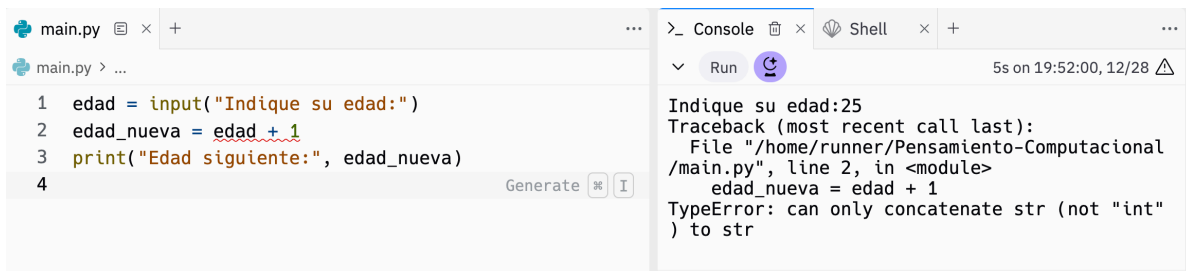 main.py
main.py > ...
1 edad = input("Indique su edad:")
2 edad_nueva = edad + 1
3 print("Edad siguiente:", edad_nueva)
4
Generate ⌘ I
>_ Console
Shell
Run
5s on 19:52:00, 12/28
Indique su edad:25
Traceback (most recent call last):
  File "/home/runner/Pensamiento-Computacional
/main.py", line 2, in <module>
    edad_nueva = edad + 1
TypeError: can only concatenate str (not "int"
) to str